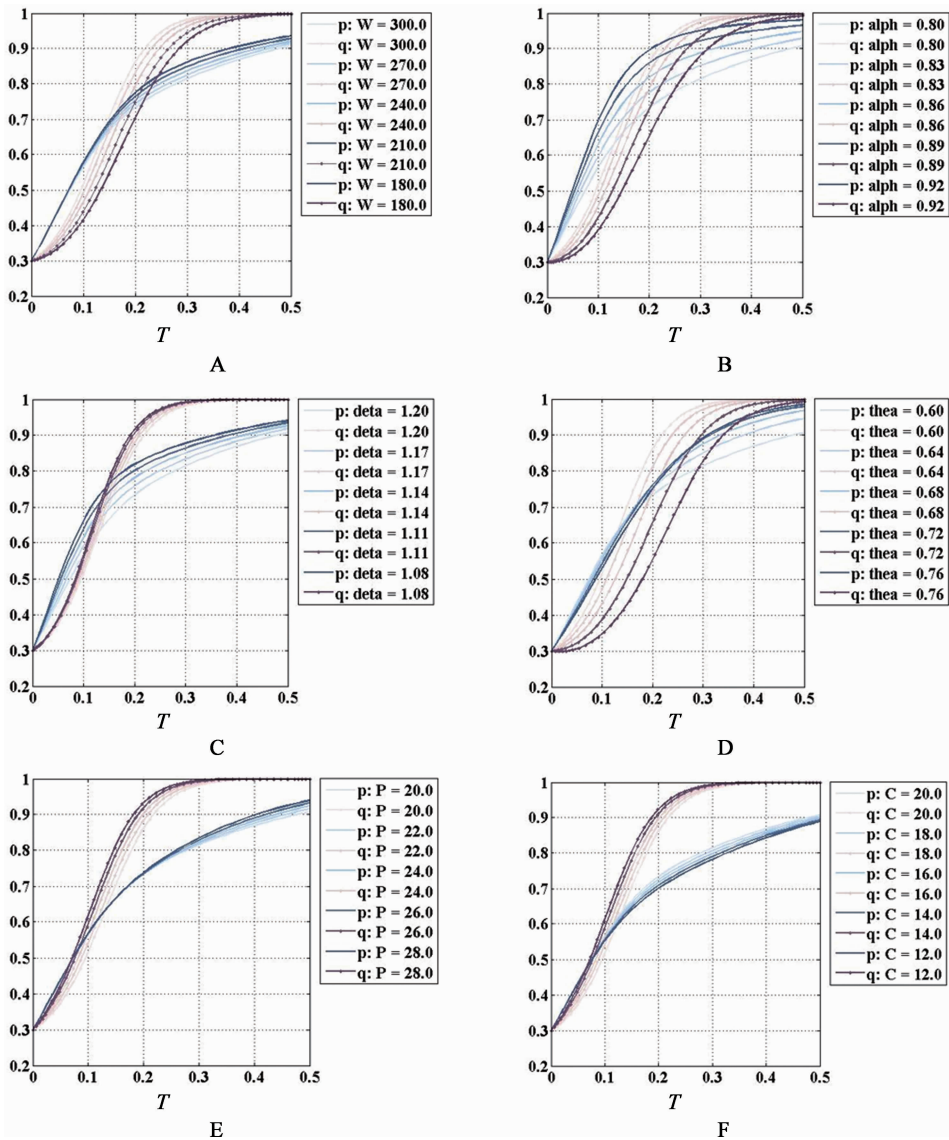 1
0.9
0.8
0.7
0.6
0.5
0.4
0.3
0.2
0
0.1
0.2
0.3
0.4
0.5
T
A
p: W = 300.0
q: W = 300.0
p: W = 270.0
q: W = 270.0
p: W = 240.0
q: W = 240.0
p: W = 210.0
q: W = 210.0
p: W = 180.0
q: W = 180.0
1
0.9
0.8
0.7
0.6
0.5
0.4
0.3
0.2
0
0.1
0.2
0.3
0.4
0.5
T
B
p: alph = 0.80
q: alph = 0.80
p: alph = 0.83
q: alph = 0.83
p: alph = 0.86
q: alph = 0.86
p: alph = 0.89
q: alph = 0.89
p: alph = 0.92
q: alph = 0.92
1
0.9
0.8
0.7
0.6
0.5
0.4
0.3
0.2
0
0.1
0.2
0.3
0.4
0.5
T
C
p: deta = 1.20
q: deta = 1.20
p: deta = 1.17
q: deta = 1.17
p: deta = 1.14
q: deta = 1.14
p: deta = 1.11
q: deta = 1.11
p: deta = 1.08
q: deta = 1.08
1
0.9
0.8
0.7
0.6
0.5
0.4
0.3
0.2
0
0.1
0.2
0.3
0.4
0.5
T
D
p: thea = 0.60
q: thea = 0.60
p: thea = 0.64
q: thea = 0.64
p: thea = 0.68
q: thea = 0.68
p: thea = 0.72
q: thea = 0.72
p: thea = 0.76
q: thea = 0.76
1
0.9
0.8
0.7
0.6
0.5
0.4
0.3
0.2
0
0.1
0.2
0.3
0.4
0.5
T
E
p: P = 20.0
q: P = 20.0
p: P = 22.0
q: P = 22.0
p: P = 24.0
q: P = 24.0
p: P = 26.0
q: P = 26.0
p: P = 28.0
q: P = 28.0
1
0.9
0.8
0.7
0.6
0.5
0.4
0.3
0.2
0
0.1
0.2
0.3
0.4
0.5
T
F
p: C = 20.0
q: C = 20.0
p: C = 18.0
q: C = 18.0
p: C = 16.0
q: C = 16.0
p: C = 14.0
q: C = 14.0
p: C = 12.0
q: C = 12.0